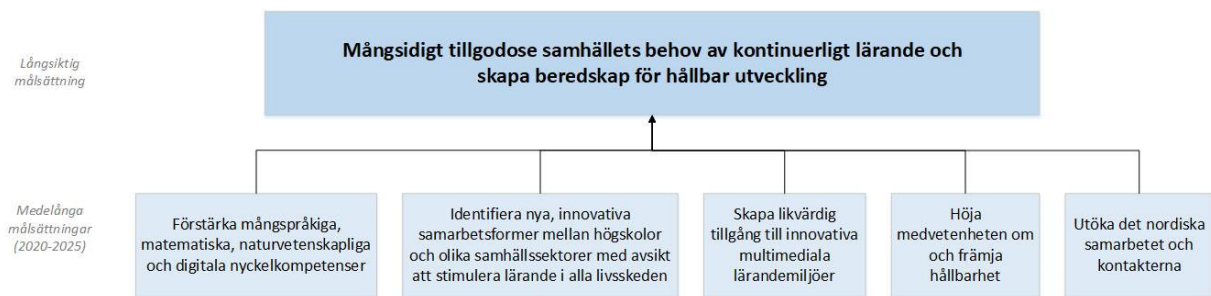 Långsiktig
målsättning
Mångsidigt tillgodose samhällets behov av kontinuerligt lärande och
skapa beredskap för hållbar utveckling
Medelånga
målsättningar
(2020-2025)
Förstärka mångspråkiga,
matematiska, naturvetenskapliga
och digitala nyckelkompetenser
Identifiera nya, innovativa
samarbetsformer mellan högskolor
och olika samhällssektorer med avsikt
att stimulera lärande i alla livsskeden
Skapa likvärdig
tillgång till innovativa
multimediala
lärandemiljöer
Höja
medvetenheten om
och främja
hållbarhet
Utöka det nordiska
samarbetet och
kontakterna